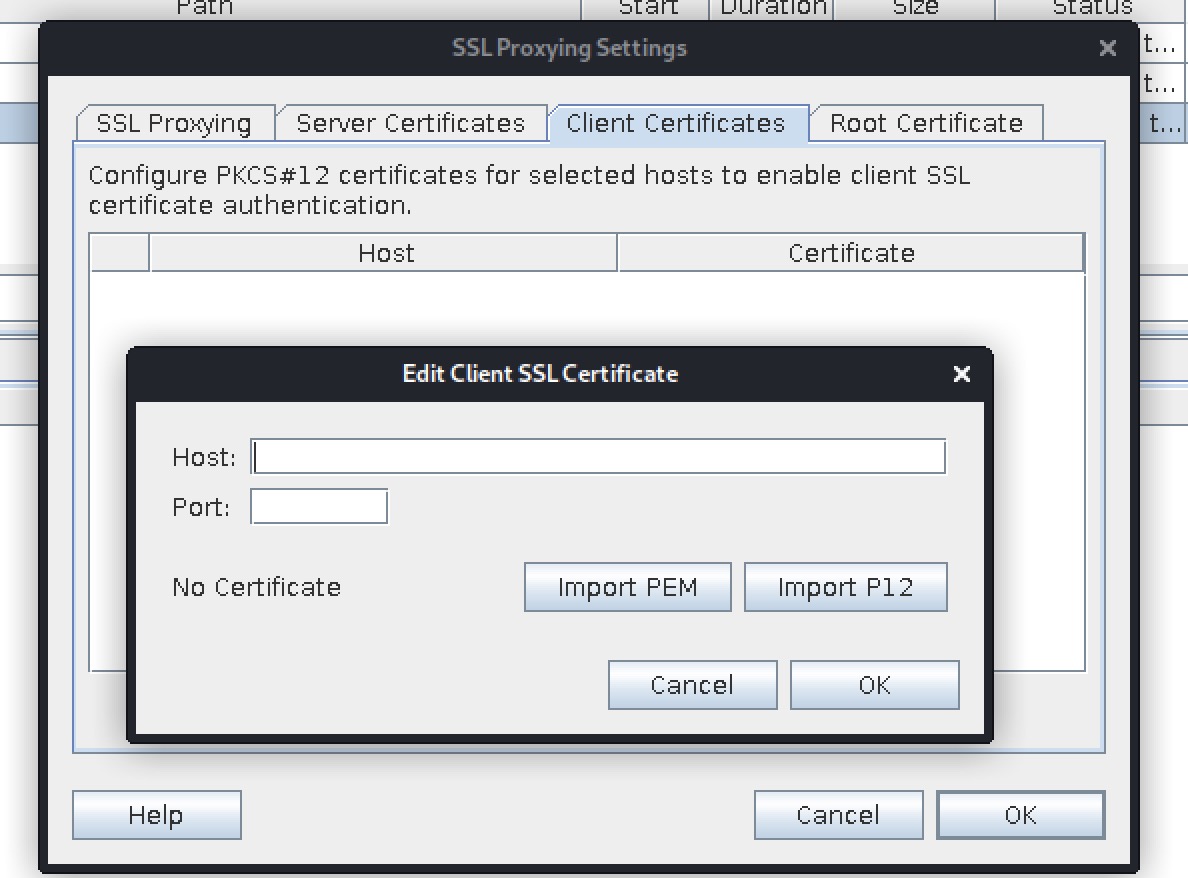 Path Start Duration Size Status
SSL Proxying Settings
t...
t...
t...
SSL Proxying Server Certificates Client Certificates Root Certificate
Configure PKCS#12 certificates for selected hosts to enable client SSL
certificate authentication.
Host Certificate
Edit Client SSL Certificate
Host:
Port:
No Certificate Import PEM Import P12
Cancel OK
Help Cancel OK